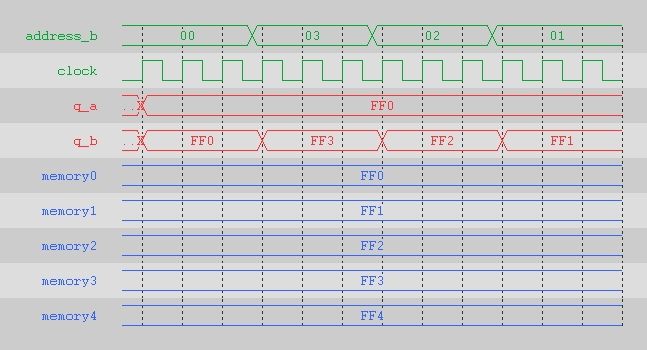 address_b 00 03 02 01
clock
q_a ..X FF0
q_b ..X FF0 FF3 FF2 FF1
memory0 FF0
memory1 FF1
memory2 FF2
memory3 FF3
memory4 FF4